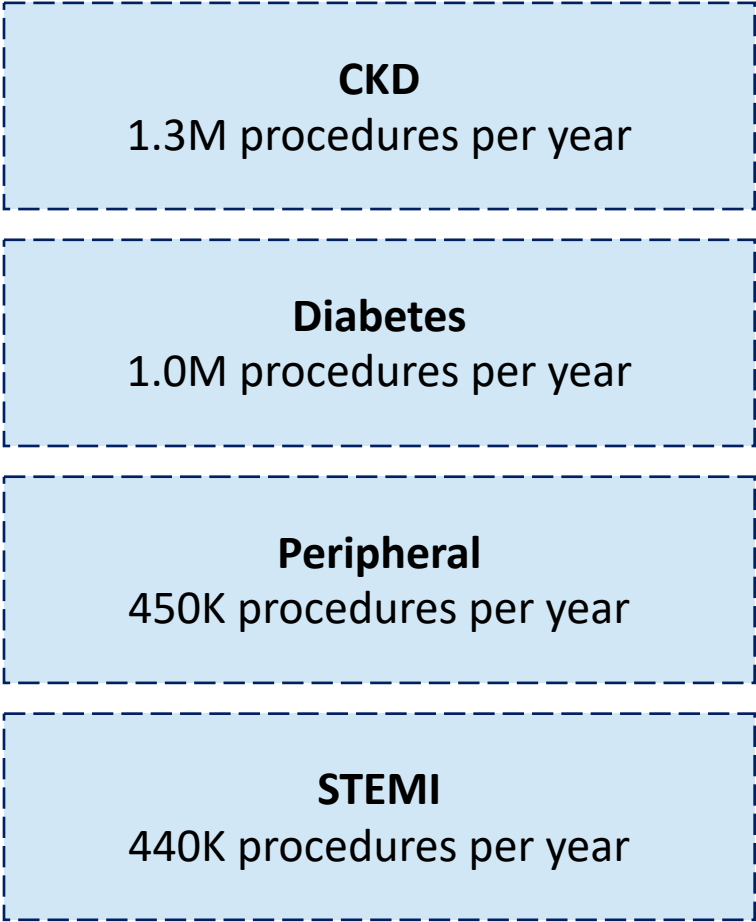 CKD
1.3M procedures per year
Diabetes
1.0M procedures per year
Peripheral
450K procedures per year
STEMI
440K procedures per year